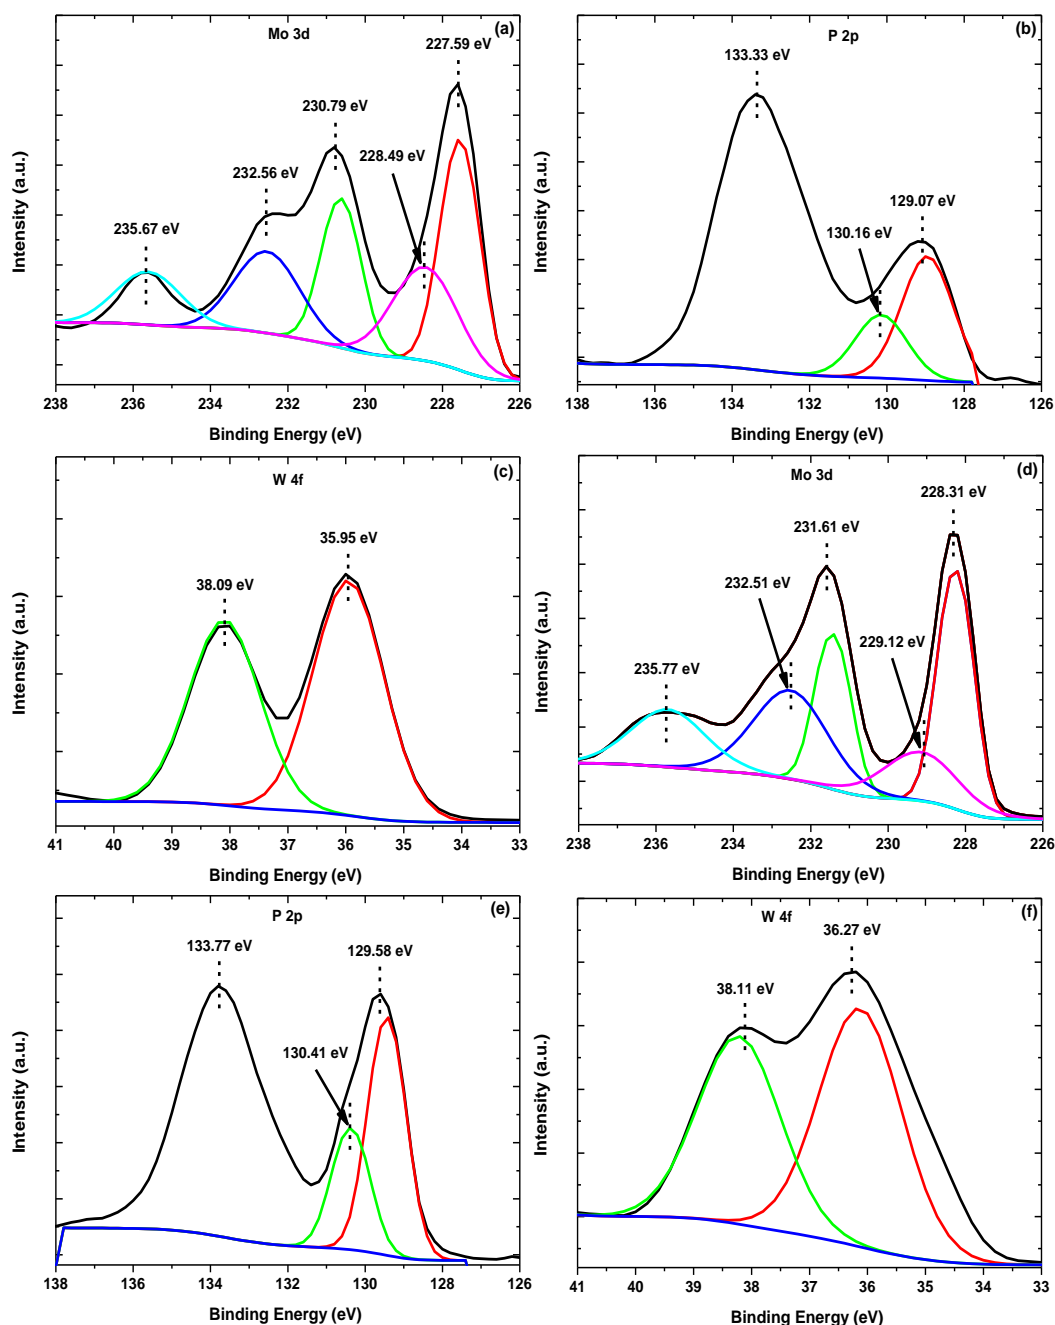 (a)
Mo 3d
227.59 eV
230.79 eV
228.49 eV
232.56 eV
235.67 eV
Intensity (a.u.)
238 236 234 232 230 228 226
Binding Energy (eV)
(b)
P 2p
133.33 eV
129.07 eV
130.16 eV
Intensity (a.u.)
138 136 134 132 130 128 126
Binding Energy (eV)
(c)
W 4f
35.95 eV
38.09 eV
Intensity (a.u.)
41 40 39 38 37 36 35 34 33
Binding Energy (eV)
(d)
Mo 3d
228.31 eV
231.61 eV
232.51 eV
229.12 eV
235.77 eV
Intensity (a.u.)
238 236 234 232 230 228 226
Binding Energy (eV)
(e)
P 2p
133.77 eV
129.58 eV
130.41 eV
Intensity (a.u.)
138 136 134 132 130 128 126
Binding Energy (eV)
(f)
W 4f
36.27 eV
38.11 eV
Intensity (a.u.)
41 40 39 38 37 36 35 34 33
Binding Energy (eV)